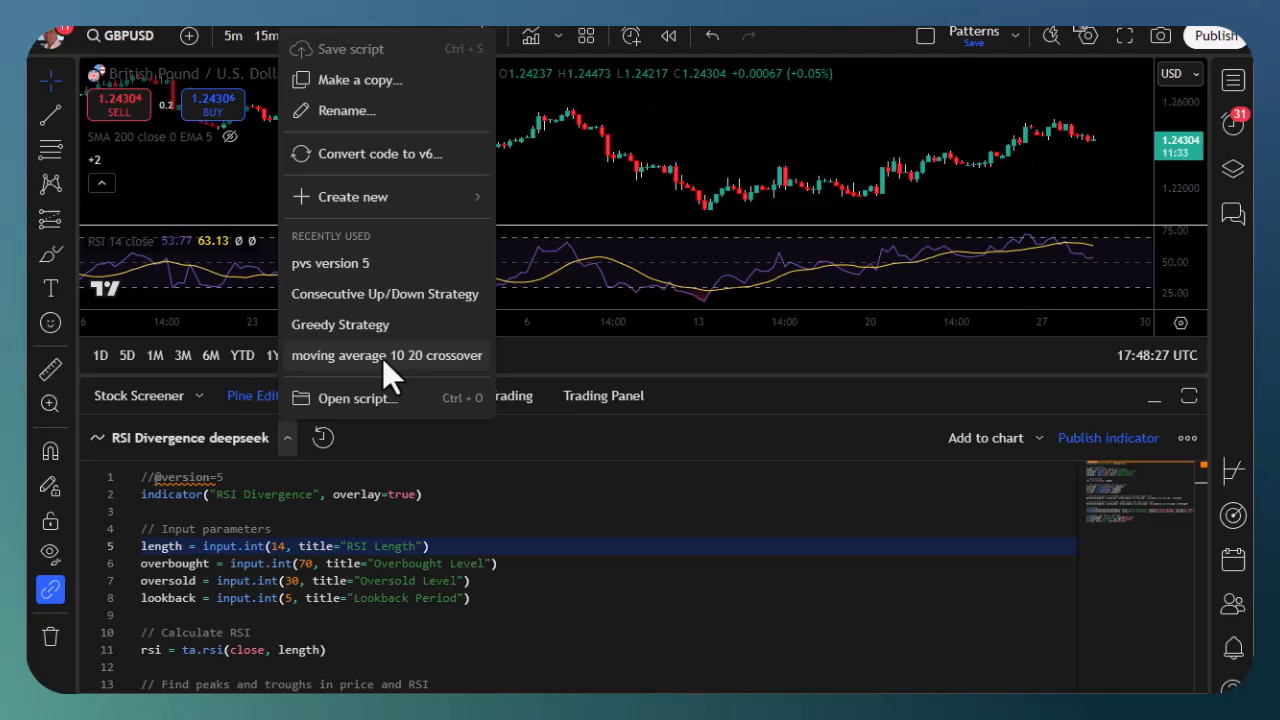 11
GBPUSD
5m 15m
Patterns
Save
Publish
Save script Ctrl + S
Make a copy...
Rename...
Convert code to v6...
Create new
RECENTLY USED
pvs version 5
Consecutive Up/Down Strategy
Greedy Strategy
moving average 10 20 crossover
Open script... Ctrl + O
British Pound / U.S. Dolla
O1.24237 H1.24473 L1.24217 C1.24304 +0.00067 (+0.05%)
USD
1.24304
SELL
0.2
1.24306
BUY
SMA 200 close 0 EMA 5
+2
1.26000
1.24304
11:33
1.22000
31
RSI 14 close 53.77 63.13 Ø Ø
75.00
50.00
25.00
6 14:00 23 6 14:00 13 14:00 20 14:00 27 30
1D 5D 1M 3M 6M YTD 1Y
17:48:27 UTC
Stock Screener Pine Edit rading Trading Panel
RSI Divergence deepseek
Add to chart Publish indicator
1 //@version=5
2 indicator("RSI Divergence", overlay=true)
3
4 // Input parameters
5 length = input.int(14, title="RSI Length")
6 overbought = input.int(70, title="Overbought Level")
7 oversold = input.int(30, title="Oversold Level")
8 lookback = input.int(5, title="Lookback Period")
9
10 // Calculate RSI
11 rsi = ta.rsi(close, length)
12
13 // Find peaks and troughs in price and RSI